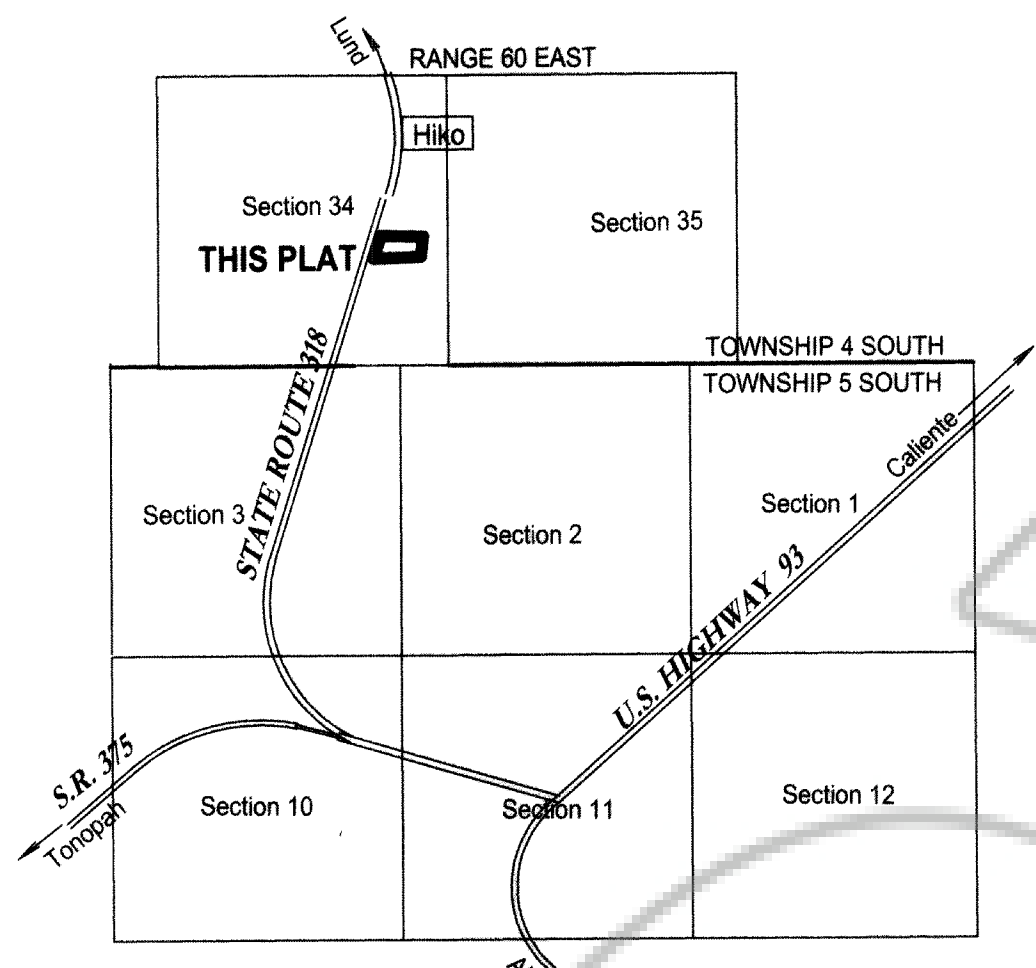 Lund
RANGE 60 EAST
Hiko
Section 34
Section 35
THIS PLAT
STATE ROUTE 318
TOWNSHIP 4 SOUTH
TOWNSHIP 5 SOUTH
Caliente
Section 3
Section 2
Section 1
U.S. HIGHWAY 93
S.R. 375
Tonopah
Section 10
Section 11
Section 12